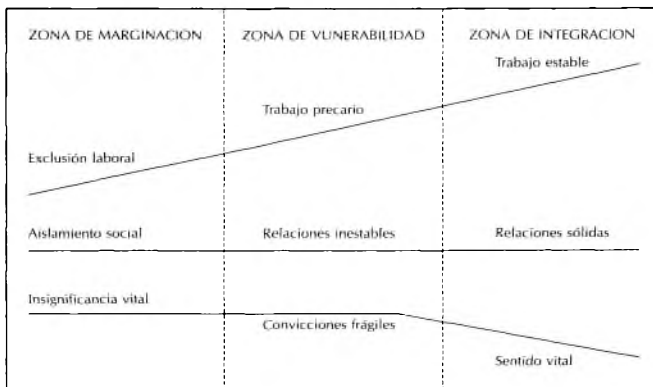 ZONA DE MARGINACION
ZONA DE VUNERABILIDAD
ZONA DE INTEGRACION
Trabajo estable
Trabajo precario
Exclusión laboral
Aislamiento social
Relaciones inestables
Relaciones sólidas
Insignificancia vital
Convicciones frágiles
Sentido vital